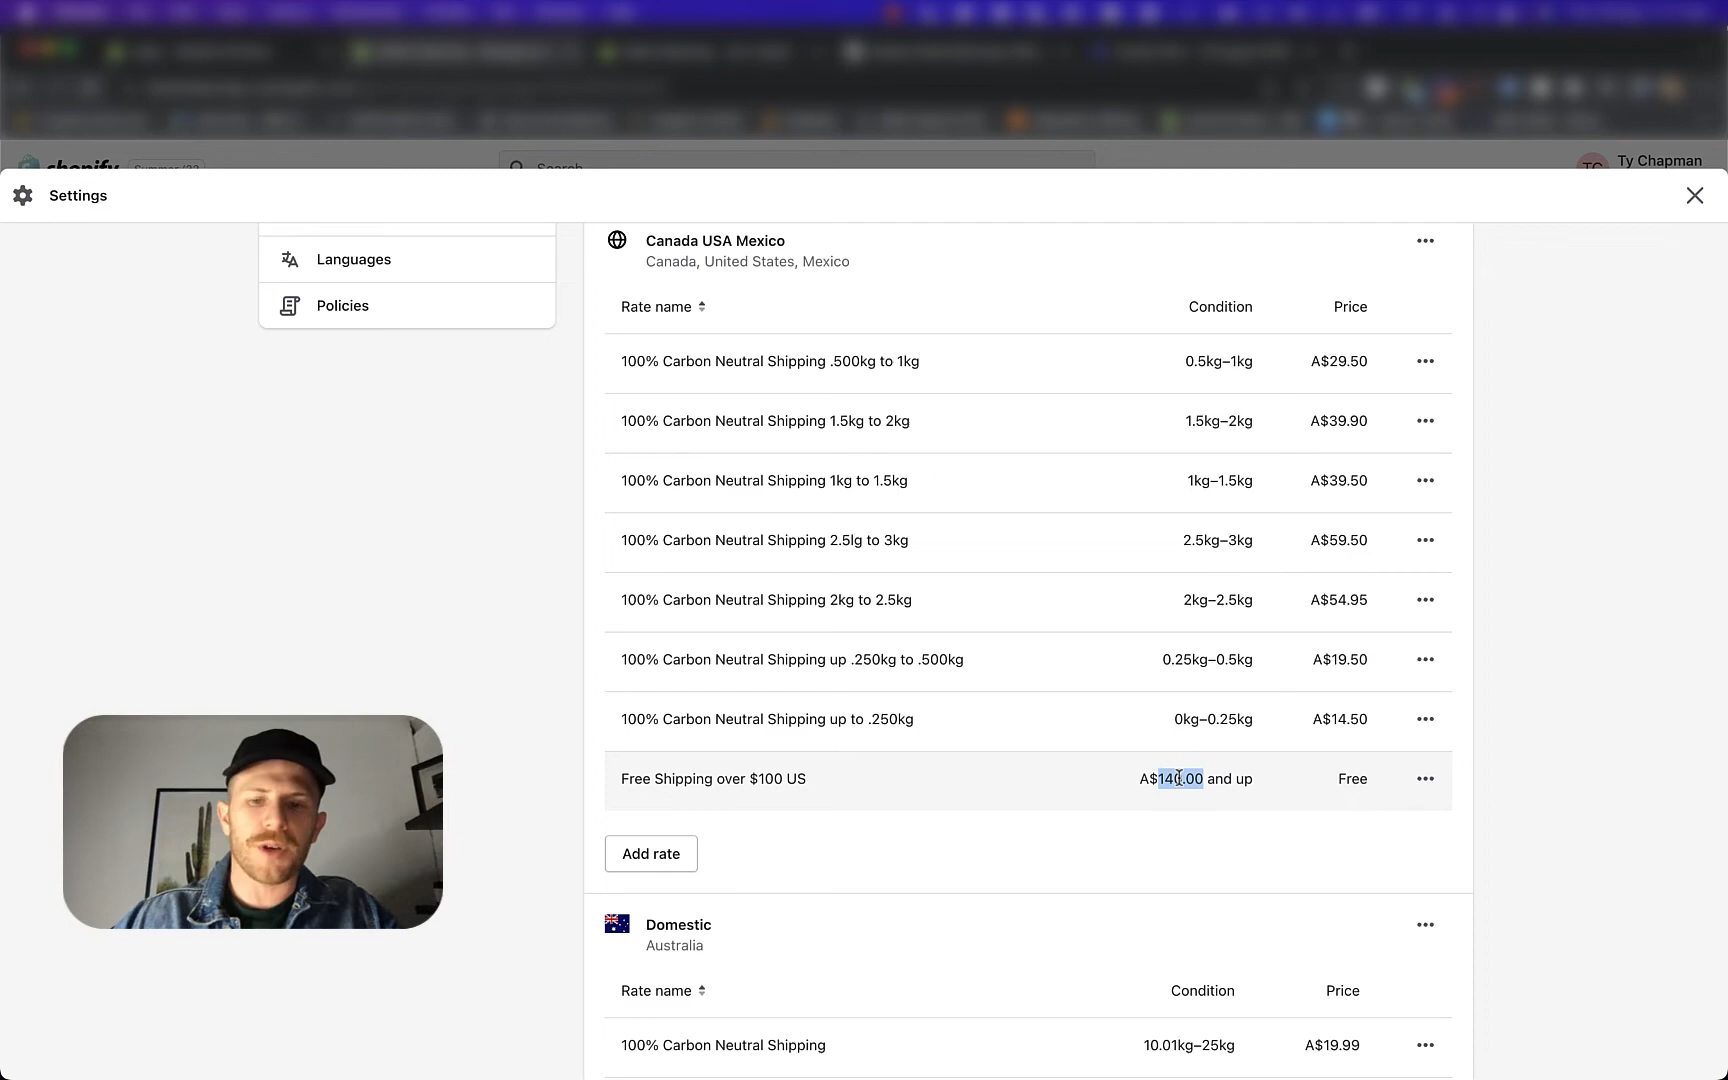 shopify
Search
Ty Chapman
TC
Settings
Languages
Policies
Canada USA Mexico
Canada, United States, Mexico
Rate name Condition Price
100% Carbon Neutral Shipping .500kg to 1kg 0.5kg–1kg A$29.50
100% Carbon Neutral Shipping 1.5kg to 2kg 1.5kg–2kg A$39.90
100% Carbon Neutral Shipping 1kg to 1.5kg 1kg–1.5kg A$39.50
100% Carbon Neutral Shipping 2.5lg to 3kg 2.5kg–3kg A$59.50
100% Carbon Neutral Shipping 2kg to 2.5kg 2kg–2.5kg A$54.95
100% Carbon Neutral Shipping up .250kg to .500kg 0.25kg–0.5kg A$19.50
100% Carbon Neutral Shipping up to .250kg 0kg–0.25kg A$14.50
Free Shipping over $100 US A$140.00 and up Free
Add rate
Domestic
Australia
Rate name Condition Price
100% Carbon Neutral Shipping 10.01kg–25kg A$19.99